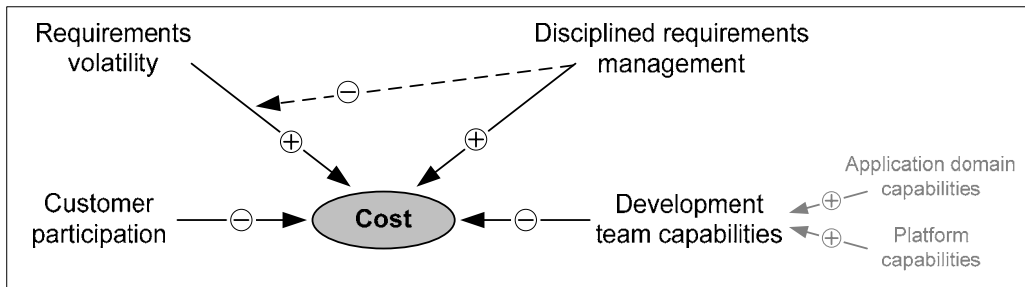 Requirements
volatility
Disciplined requirements
management
−
+
+
Application domain
capabilities
+
Customer
participation
−
Cost
−
Development
team capabilities
+
Platform
capabilities